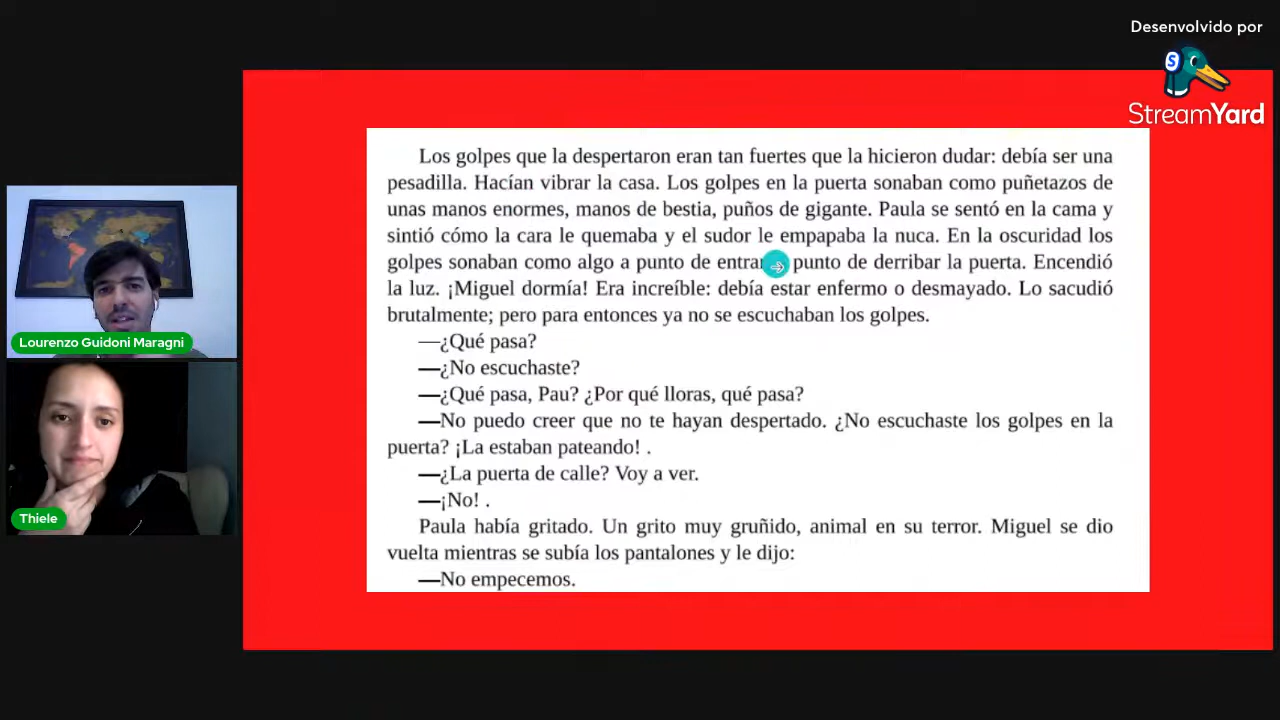 Desenvolvido por
StreamYard
Los golpes que la despertaron eran tan fuertes que la hicieron dudar: debía ser una
pesadilla. Hacían vibrar la casa. Los golpes en la puerta sonaban como puñetazos de
unas manos enormes, manos de bestia, puños de gigante. Paula se sentó en la cama y
sintió cómo la cara le quemaba y el sudor le empapaba la nuca. En la oscuridad los
golpes sonaban como algo a punto de entrar punto de derribar la puerta. Encendió
la luz. ¡Miguel dormía! Era increíble: debía estar enfermo o desmayado. Lo sacudió
brutalmente; pero para entonces ya no se escuchaban los golpes.
—¿Qué pasa?
—¿No escuchaste?
—¿Qué pasa, Pau? ¿Por qué lloras, qué pasa?
—No puedo creer que no te hayan despertado. ¿No escuchaste los golpes en la
puerta? ¡La estaban pateando! .
—¿La puerta de calle? Voy a ver.
—¡No! .
Paula había gritado. Un grito muy gruñido, animal en su terror. Miguel se dio
vuelta mientras se subía los pantalones y le dijo:
—No empecemos.
Lourenzo Guidoni Maragni
Thiele